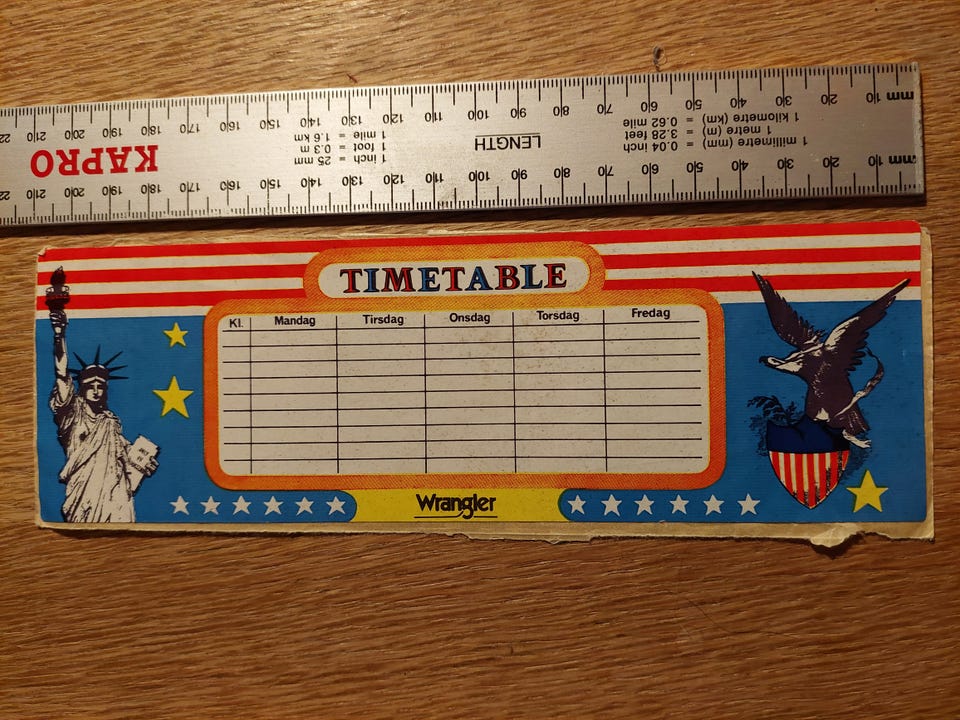 mm 10 20 30 40 50 60 70 80 90 100 110 120 130 140 150 160 170 180 190 200 210 22
1 millimetre (mm) = 0.04 inch
1 metre (m) = 3.28 feet
1 kilometre (km) = 0.62 mile
LENGTH
1 inch = 25 mm
1 foot = 0.3 m
1 mile = 1.6 km
KAPRO
mm 10 20 30 40 50 60 70 80 90 100 110 120 130 140 150 160 170 180 190 200 210 22
TIMETABLE
Kl. Mandag Tirsdag Onsdag Torsdag Fredag
Wrangler